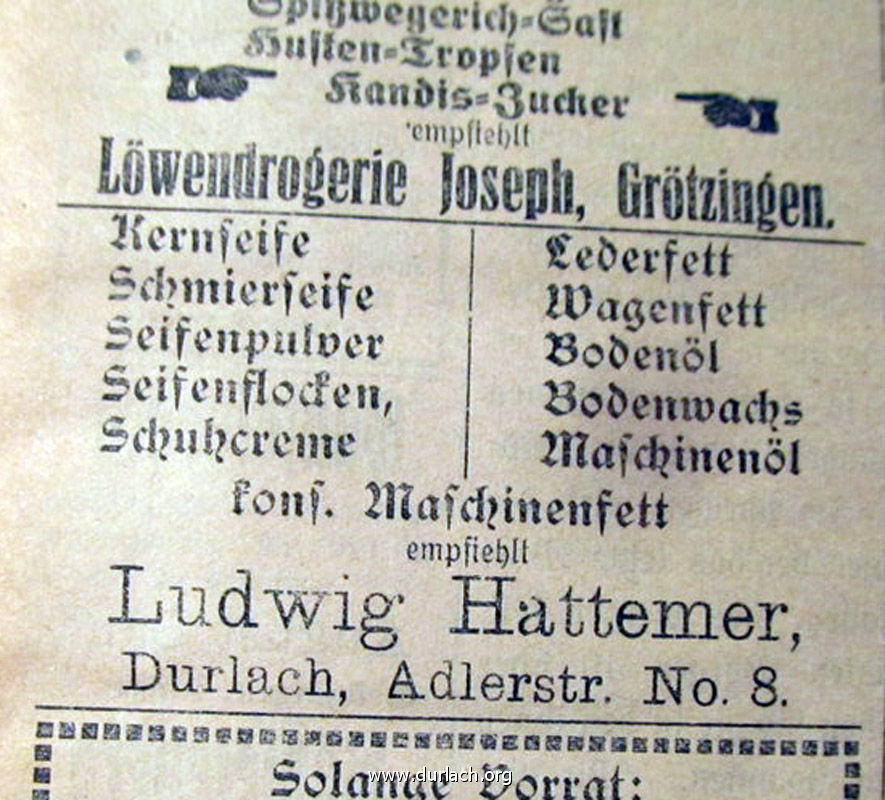 Spitzwegerich-Saft
Husten-Tropfen
Kandis-Zucker
empfiehlt
Löwendrogerie Joseph, Grötzingen.
Kernseife
Schmierseife
Seifenpulver
Seifenflocken,
Schuhcreme
Lederfett
Wagenfett
Bodenöl
Bodenwachs
Maschinenöl
kons. Maschinenfett
empfiehlt
Ludwig Hattemer,
Durlach, Adlerstr. No. 8.
Solange Vorrat:
www.durlach.org